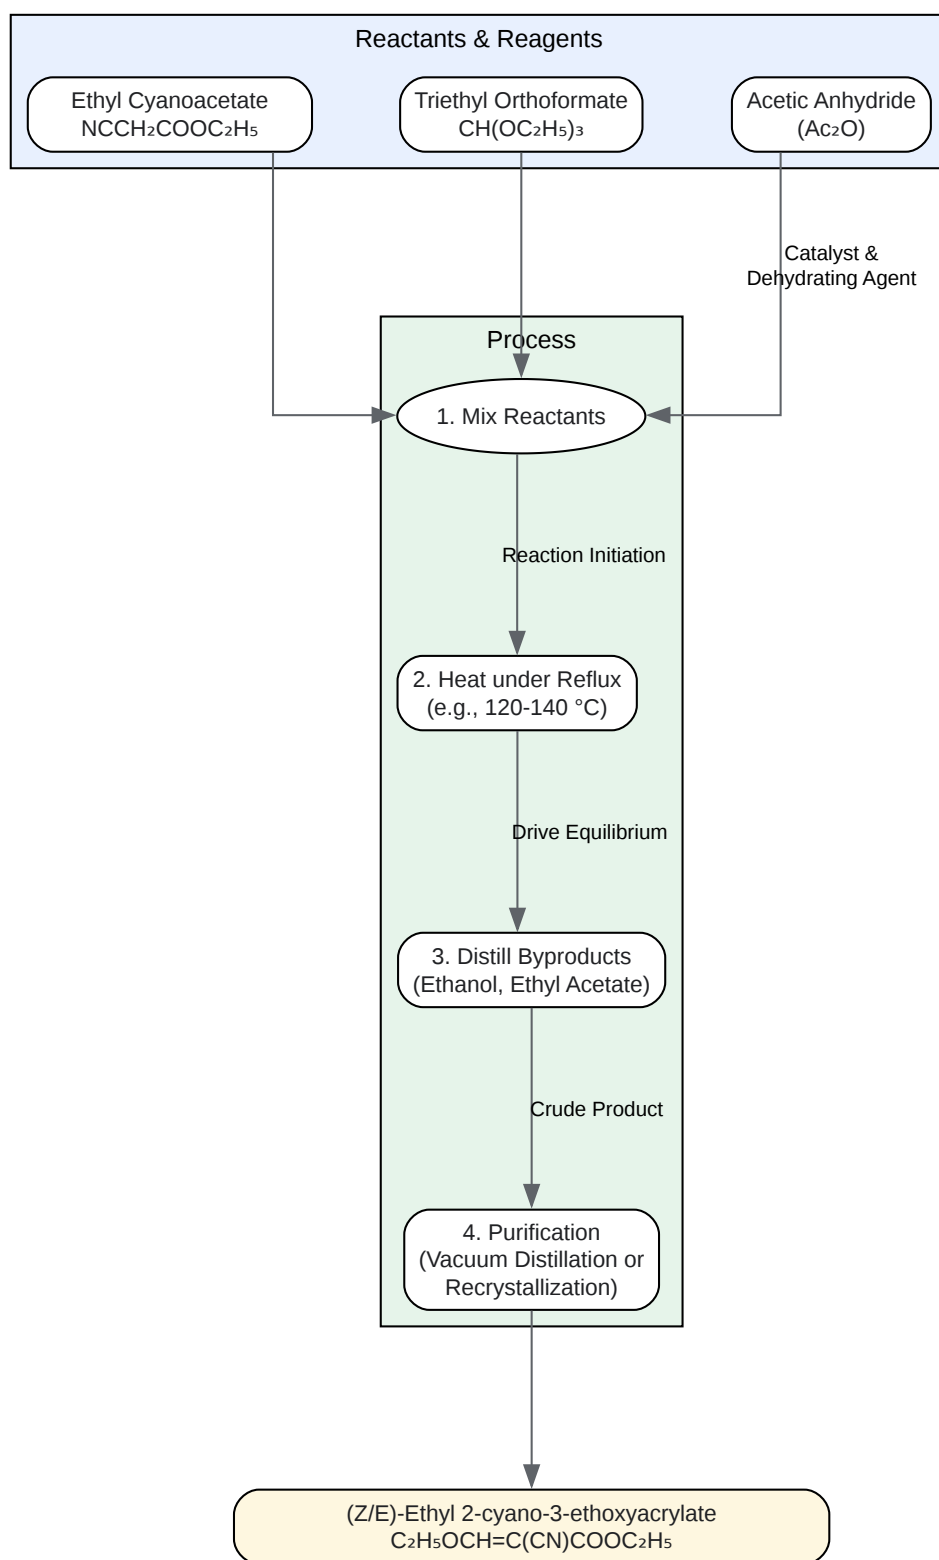 Reactants & Reagents
Ethyl Cyanoacetate
NCCH₂COOC₂H₅
Triethyl Orthoformate
CH(OC₂H₅)₃
Acetic Anhydride
(Ac₂O)
Catalyst &
Dehydrating Agent
Process
1. Mix Reactants
Reaction Initiation
2. Heat under Reflux
(e.g., 120-140 °C)
Drive Equilibrium
3. Distill Byproducts
(Ethanol, Ethyl Acetate)
Crude Product
4. Purification
(Vacuum Distillation or
Recrystallization)
(Z/E)-Ethyl 2-cyano-3-ethoxyacrylate
C₂H₅OCH=C(CN)COOC₂H₅